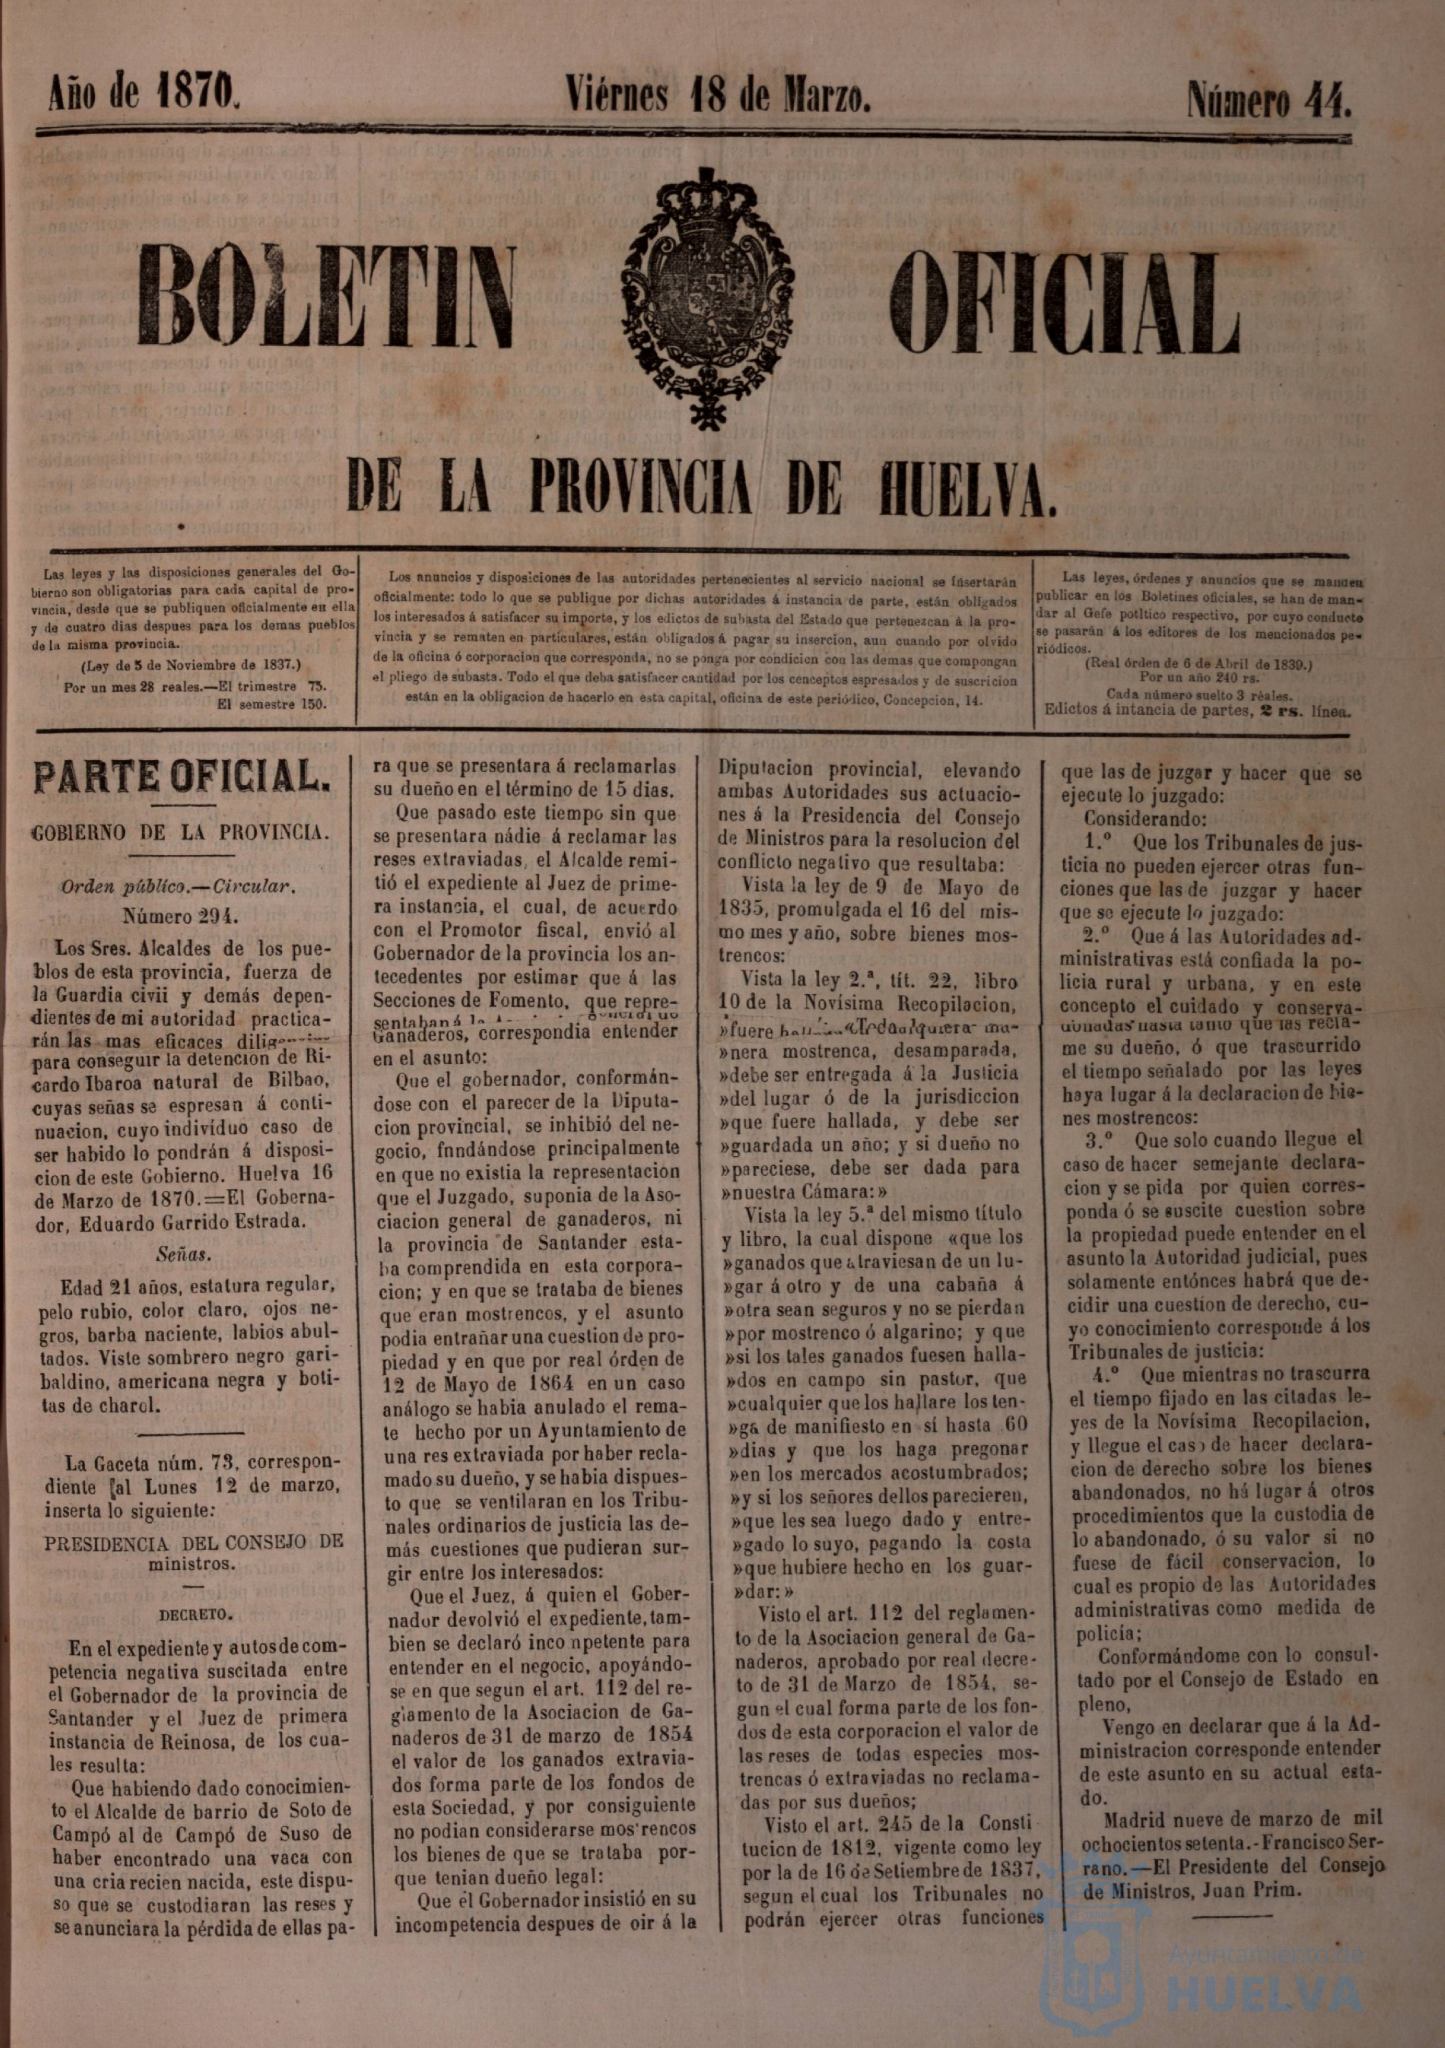 Año de 1870.
Viérnes 18 de Marzo.
Número 44.
BOLETIN OFICIAL
DE LA PROVINCIA DE HUELVA.
Las leyes y las disposiciones generales del Go-
bierno son obligatorias para cada capital de pro-
vincia, desde que se publiquen oficialmente en ella
y de cuatro dias despues para los demas pueblos
de la misma provincia.
(Ley de 5 de Noviembre de 1837.)
Por un mes 28 reales.—El trimestre 75.
El semestre 150.
Los anuncios y disposiciones de las autoridades pertenecientes al servicio nacional se insertarán
oficialmente: todo lo que se publique por dichas autoridades á instancia de parte, están obligados
los interesados á satisfacer su importe, y los edictos de subasta del Estado que pertenezcan á la pro-
vincia y se rematen en particulares, están obligados á pagar su insercion, aun cuando por olvido
de la oficina ó corporacion que corresponda, no se ponga por condicion con las demas que compongan
el pliego de subasta. Todo el que deba satisfacer cantidad por los cenceptos espresados y de suscricion
están en la obligacion de hacerlo en esta capital, oficina de este periódico, Concepcion, 14.
Las leyes, órdenes y anuncios que se manden
publicar en los Boletines oficiales, se han de man-
dar al Gefe potltico respectivo, por cuyo conducto
se pasarán á los editores de los mencionados pe-
riódicos.
(Real órden de 6 de Abril de 1839.)
Por un año 240 rs.
Cada número suelto 3 reales.
Edictos á intancia de partes, 2 rs. línea.
PARTE OFICIAL.
GOBIERNO DE LA PROVINCIA.
Orden público.—Circular.
Número 294.
Los Sres. Alcaldes de los pue-
blos de esta provincia, fuerza de
la Guardia civii y demás depen-
dientes de mi autoridad practica-
rán las mas eficaces
para conseguir la detencion de Ri-
cardo Ibaroa natural de Bilbao,
cuyas señas se espresan á conti-
nuacion, cuyo indivíduo caso de
ser habido lo pondrán á disposi-
cion de este Gobierno. Huelva 16
de Marzo de 1870.=El Goberna-
dor, Eduardo Garrido Estrada.
Señas.
Edad 21 años, estatura regular,
pelo rubio, color claro, ojos ne-
gros, barba naciente, labios abul-
tados. Viste sombrero negro gari-
baldino, americana negra y boti-
tas de charol.
La Gaceta núm. 73, correspon-
diente al Lunes 12 de marzo,
inserta lo siguiente:
PRESIDENCIA DEL CONSEJO DE
ministros.
DECRETO.
En el expediente y autos de com-
petencia negativa suscitada entre
el Gobernador de la provincia de
Santander y el Juez de primera
instancia de Reinosa, de los cua-
les resulta:
Que habiendo dado conocimien-
to el Alcalde de barrio de Soto de
Campó al de Campó de Suso de
haber encontrado una vaca con
una cria recien nacida, este dispu-
so que se custodiaran las reses y
se anunciara la pérdida de ellas pa-
ra que se presentara á reclamarlas
su dueño en el término de 15 dias.
Que pasado este tiempo sin que
se presentara nádie á reclamar las
reses extraviadas, el Alcalde remi-
tió el expediente al Juez de prime-
ra instancia, el cual, de acuerdo
con el Promotor fiscal, envió al
Gobernador de la provincia los an-
tecedentes por estimar que á las
Secciones de Fomento, que repre-
sentaban á
Ganaderos, correspondia entender
en el asunto:
Que el gobernador, conformán-
dose con el parecer de la Diputa-
cion provincial, se inhibió del ne-
gocio, fnndándose principalmente
en que no existia la representacion
que el Juzgado, suponia de la Aso-
ciacion general de ganaderos, ni
la provincia de Santander esta-
ba comprendida en esta corpora-
cion; y en que se trataba de bienes
que eran mostrencos, y el asunto
podia entrañar una cuestion de pro-
piedad y en que por real órden de
12 de Mayo de 1864 en un caso
análogo se habia anulado el rema-
te hecho por un Ayuntamiento de
una res extraviada por haber recla-
mado su dueño, y se habia dispues-
to que se ventilaran en los Tribu-
nales ordinarios de justicia las de-
más cuestiones que pudieran sur-
gir entre los interesados:
Que el Juez, á quien el Gober-
nador devolvió el expediente, tam-
bien se declaró inco npetente para
entender en el negocio, apoyándo-
se en que segun el art. 112 del re-
glamento de la Asociacion de Ga-
naderos de 31 de marzo de 1854
el valor de los ganados extravia-
dos forma parte de los fondos de
esta Sociedad, y por consiguiente
no podian considerarse mos rencos
los bienes de que se trataba por-
que tenian dueño legal:
Que el Gobernador insistió en su
incompetencia despues de oir á la
Diputacion provincial, elevando
ambas Autoridades sus actuacio-
nes á la Presidencia del Consejo
de Ministros para la resolucion del
conflicto negativo que resultaba:
Vista la ley de 9 de Mayo de
1835, promulgada el 16 del mis-
mo mes y año, sobre bienes mos-
trencos:
Vista la ley 2.ª, tít. 22, libro
10 de la Novísima Recopilacion,
»fuere
»nera mostrenca, desamparada,
»debe ser entregada á la Justicia
»del lugar ó de la jurisdiccion
»que fuere hallada, y debe ser
»guardada un año; y si dueño no
»pareciese, debe ser dada para
»nuestra Cámara:»
Vista la ley 5.ª del mismo título
y libro, la cual dispone «que los
»ganados que atraviesan de un lu-
»gar á otro y de una cabaña á
»otra sean seguros y no se pierdan
»por mostrenco ó algarino; y que
»si los tales ganados fuesen halla-
»dos en campo sin pastor, que
»cualquier que los hallare los ten-
»ga de manifiesto en sí hasta 60
»dias y que los haga pregonar
»en los mercados acostumbrados;
»y si los señores dellos parecieren,
»que les sea luego dado y entre-
»gado lo suyo, pagando la costa
»que hubiere hecho en los guar-
»dar:»
Visto el art. 112 del reglamen-
to de la Asociacion general de Ga-
naderos, aprobado por real decre-
to de 31 de Marzo de 1854, se-
gun el cual forma parte de los fon-
dos de esta corporacion el valor de
las reses de todas especies mos-
trencas ó extraviadas no reclama-
das por sus dueños;
Visto el art. 245 de la Consti
tucion de 1812, vigente como ley
por la de 16 de Setiembre de 1837,
segun el cual los Tribunales no
podrán ejercer otras funciones
que las de juzgar y hacer que se
ejecute lo juzgado:
Considerando:
1.º Que los Tribunales de jus-
ticia no pueden ejercer otras fun-
ciones que las de juzgar y hacer
que se ejecute lo juzgado:
2.º Que á las Autoridades ad-
ministrativas está confiada la po-
licia rural y urbana, y en este
concepto el cuidado y conserva-
hasta tanto que las recla-
me su dueño, ó que trascurrido
el tiempo señalado por las leyes
haya lugar á la declaracion de bie-
nes mostrencos:
3.º Que solo cuando llegue el
caso de hacer semejante declara-
cion y se pida por quien corres-
ponda ó se suscite cuestion sobre
la propiedad puede entender en el
asunto la Autoridad judicial, pues
solamente entónces habrá que de-
cidir una cuestion de derecho, cu-
yo conocimiento corresponde á los
Tribunales de justicia:
4.º Que mientras no trascurra
el tiempo fijado en las citadas le-
yes de la Novísima Recopilacion,
y llegue el caso de hacer declara-
cion de derecho sobre los bienes
abandonados, no há lugar á otros
procedimientos que la custodia de
lo abandonado, ó su valor si no
fuese de fácil conservacion, lo
cual es propio de las Autoridades
administrativas como medida de
policía;
Conformándome con lo consul-
tado por el Consejo de Estado en
pleno,
Vengo en declarar que á la Ad-
ministracion corresponde entender
de este asunto en su actual esta-
do.
Madrid nueve de marzo de mil
ochocientos setenta.-Francisco Ser-
rano.—El Presidente del Consejo
de Ministros, Juan Prim.
Ayuntamiento de
HUELVA